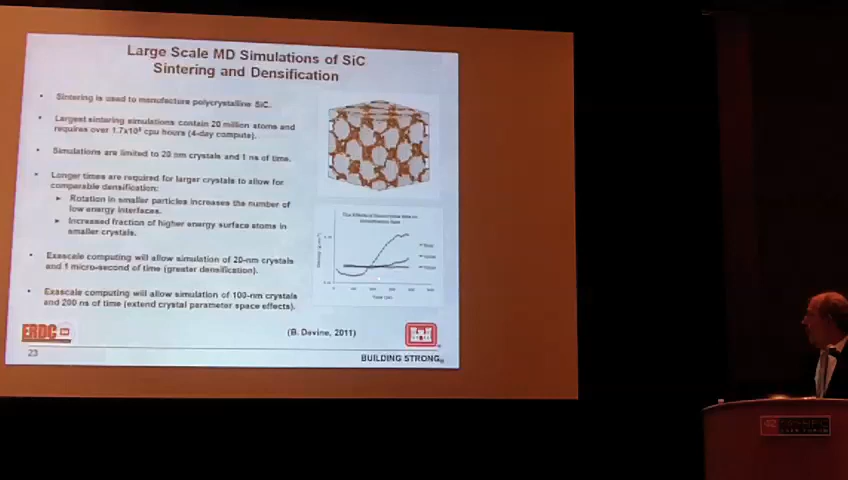 Large Scale MD Simulations of SiC
Sintering and Densification
• Sintering is used to manufacture polycrystalline SiC.
• Largest sintering simulations contain 20 million atoms and
requires over 1.7x10 cpu hours (4-day compute).
• Simulations are limited to 20 nm crystals and 1 ns of time.
• Longer times are required for larger crystals to allow for
comparable densification:
► Rotation in smaller particles increases the number of
low energy interfaces.
► Increased fraction of higher energy surface atoms in
smaller crystals.
• Exascale computing will allow simulation of 20-nm crystals
and 1 micro-second of time (greater densification).
• Exascale computing will allow simulation of 100-nm crystals
and 200 ns of time (extend crystal parameter space effects).
The Effects of
Time
(B. Devine, 2011)
ERDC
23
BUILDING STRONG®